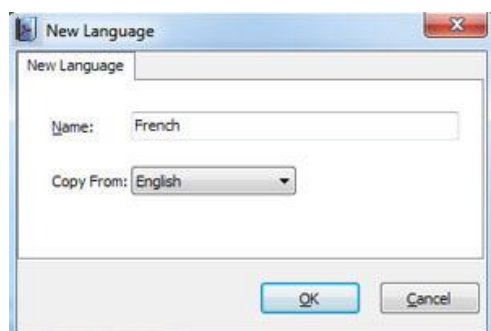 New Language
New Language
Name: French
Copy From: English
OK Cancel